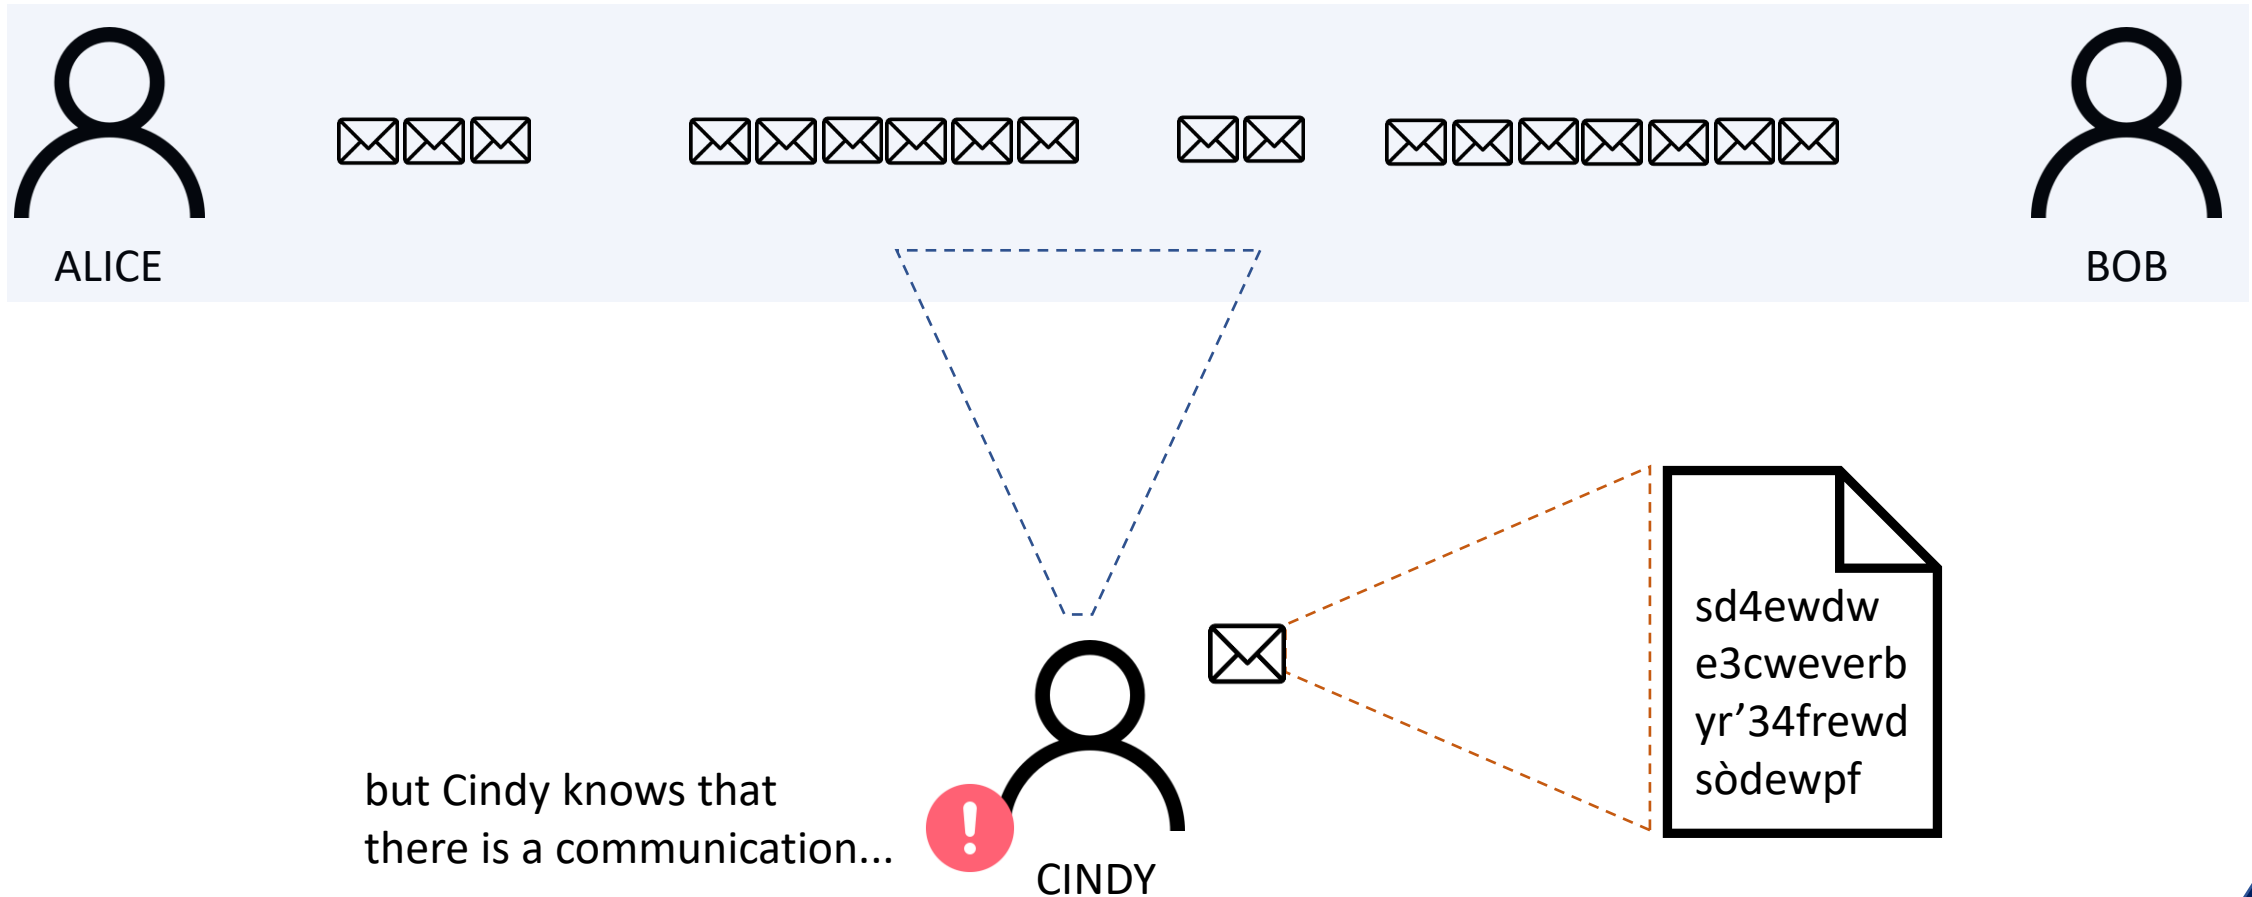 ALICE
BOB
sd4ewdw
e3cweverb
yr’34frewd
sòdewpf
but Cindy knows that
there is a communication...
CINDY